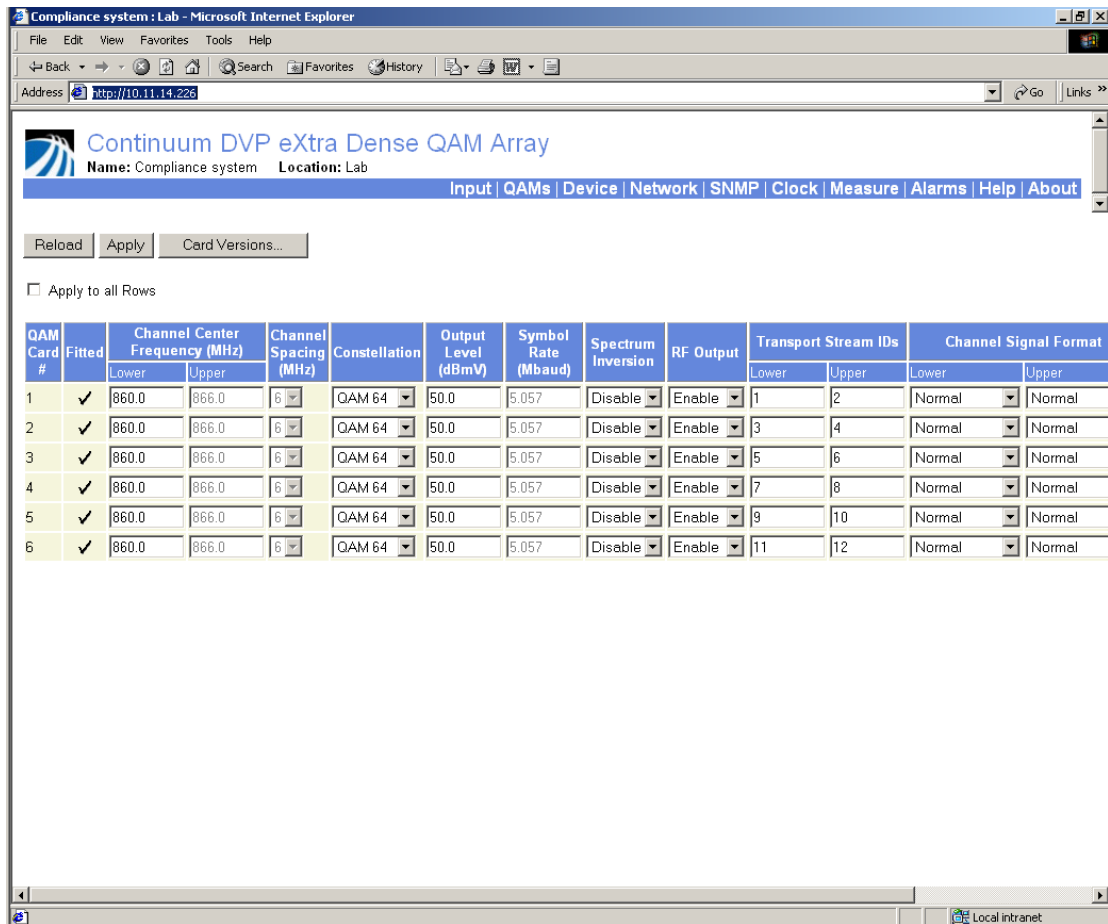 Compliance system : Lab - Microsoft Internet Explorer
File Edit View Favorites Tools Help
Back Search Favorites History
Address http://10.11.14.226 Go Links »
Continuum DVP eXtra Dense QAM Array
Name: Compliance system Location: Lab
Input | QAMs | Device | Network | SNMP | Clock | Measure | Alarms | Help | About
Reload Apply Card Versions...
Apply to all Rows
QAM Card # Fitted Channel Center Frequency (MHz) Channel Spacing (MHz) Constellation Output Level (dBmV) Symbol Rate (Mbaud) Spectrum Inversion RF Output Transport Stream IDs Channel Signal Format
Lower Upper Lower Upper Lower Upper
1 ✓ 860.0 866.0 6 QAM 64 50.0 5.057 Disable Enable 1 2 Normal Normal
2 ✓ 860.0 866.0 6 QAM 64 50.0 5.057 Disable Enable 3 4 Normal Normal
3 ✓ 860.0 866.0 6 QAM 64 50.0 5.057 Disable Enable 5 6 Normal Normal
4 ✓ 860.0 866.0 6 QAM 64 50.0 5.057 Disable Enable 7 8 Normal Normal
5 ✓ 860.0 866.0 6 QAM 64 50.0 5.057 Disable Enable 9 10 Normal Normal
6 ✓ 860.0 866.0 6 QAM 64 50.0 5.057 Disable Enable 11 12 Normal Normal
Local intranet